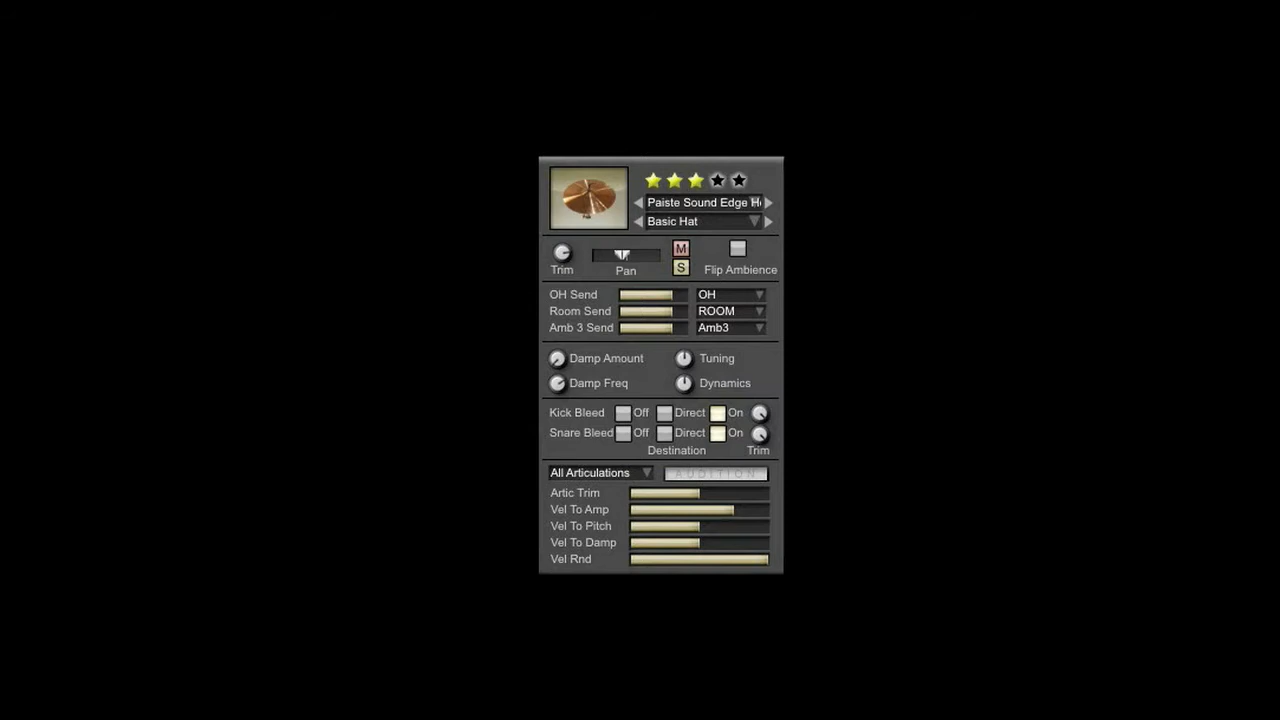 Paiste Sound Edge H
Basic Hat
M
Trim Pan S Flip Ambience
OH Send OH
Room Send ROOM
Amb 3 Send Amb3
Damp Amount Tuning
Damp Freq Dynamics
Kick Bleed Off Direct On
Snare Bleed Off Direct On
Destination Trim
All Articulations AUDITION
Artic Trim
Vel To Amp
Vel To Pitch
Vel To Damp
Vel Rnd